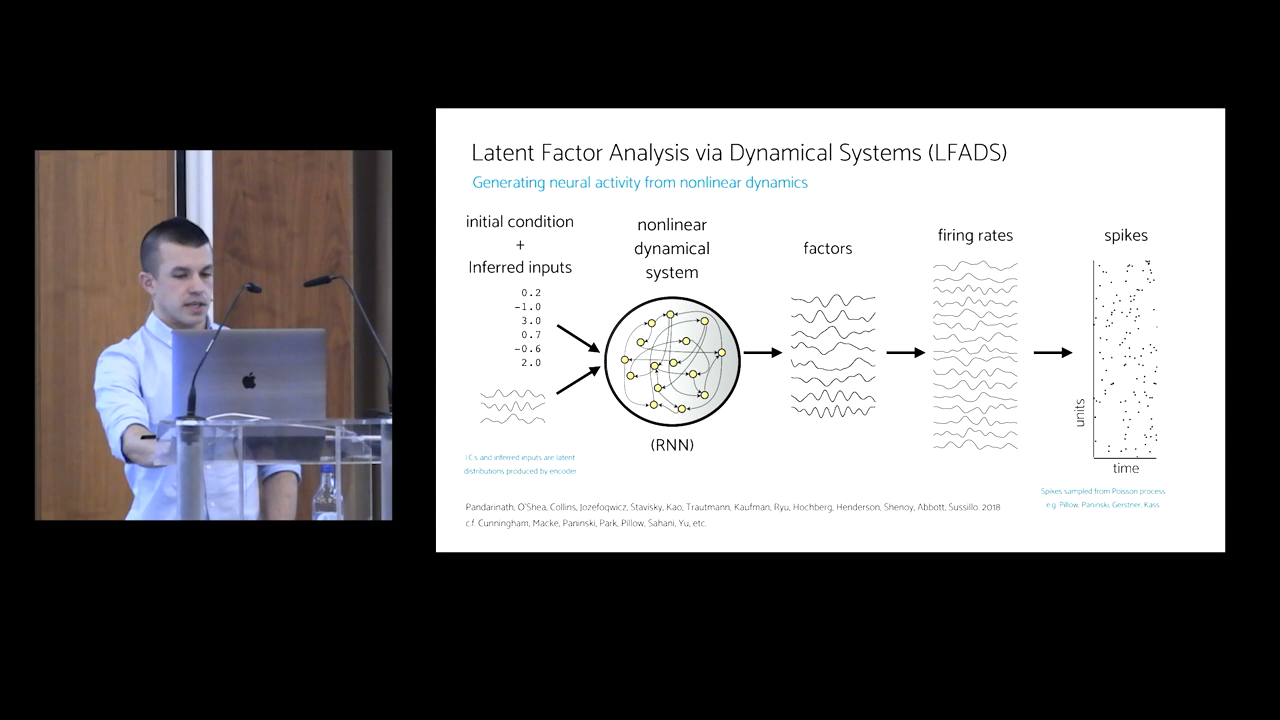 Latent Factor Analysis via Dynamical Systems (LFADS)
Generating neural activity from nonlinear dynamics
initial condition
+
Inferred inputs
0.2
-1.0
3.0
0.7
-0.6
2.0
I.C.s and inferred inputs are latent
distributions produced by encoder
nonlinear
dynamical
system
(RNN)
factors
firing rates
spikes
units
time
Spikes sampled from Poisson process
e.g. Pillow, Paninski, Gerstner, Kass
Pandarinath, O'Shea, Collins, Jozefoqwicz, Stavisky, Kao, Trautmann, Kaufman, Ryu, Hochberg, Henderson, Shenoy, Abbott, Sussillo. 2018
c.f. Cunningham, Macke, Paninski, Park, Pillow, Sahani, Yu, etc.